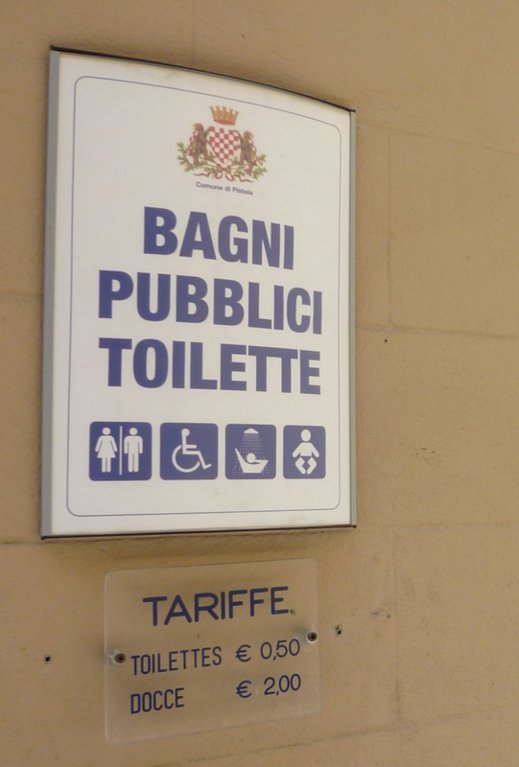 Comune di Pistoia
BAGNI
PUBBLICI
TOILETTE
TARIFFE
TOILETTES € 0,50
DOCCE € 2,00